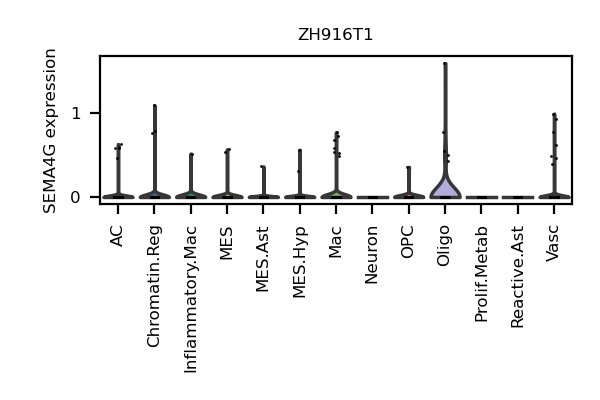 ZH916T1
SEMA4G expression
1
0
AC
Chromatin.Reg
Inflammatory.Mac
MES
MES.Ast
MES.Hyp
Mac
Neuron
OPC
Oligo
Prolif.Metab
Reactive.Ast
Vasc